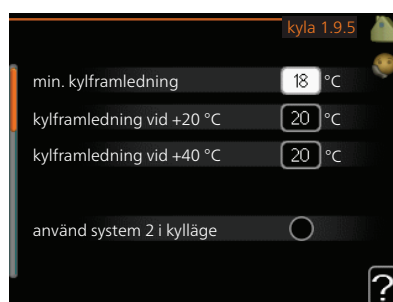 kyla 1.9.5
min. kylframledning 18 °C
kylframledning vid +20 °C 20 °C
kylframledning vid +40 °C 20 °C
använd system 2 i kylläge
?